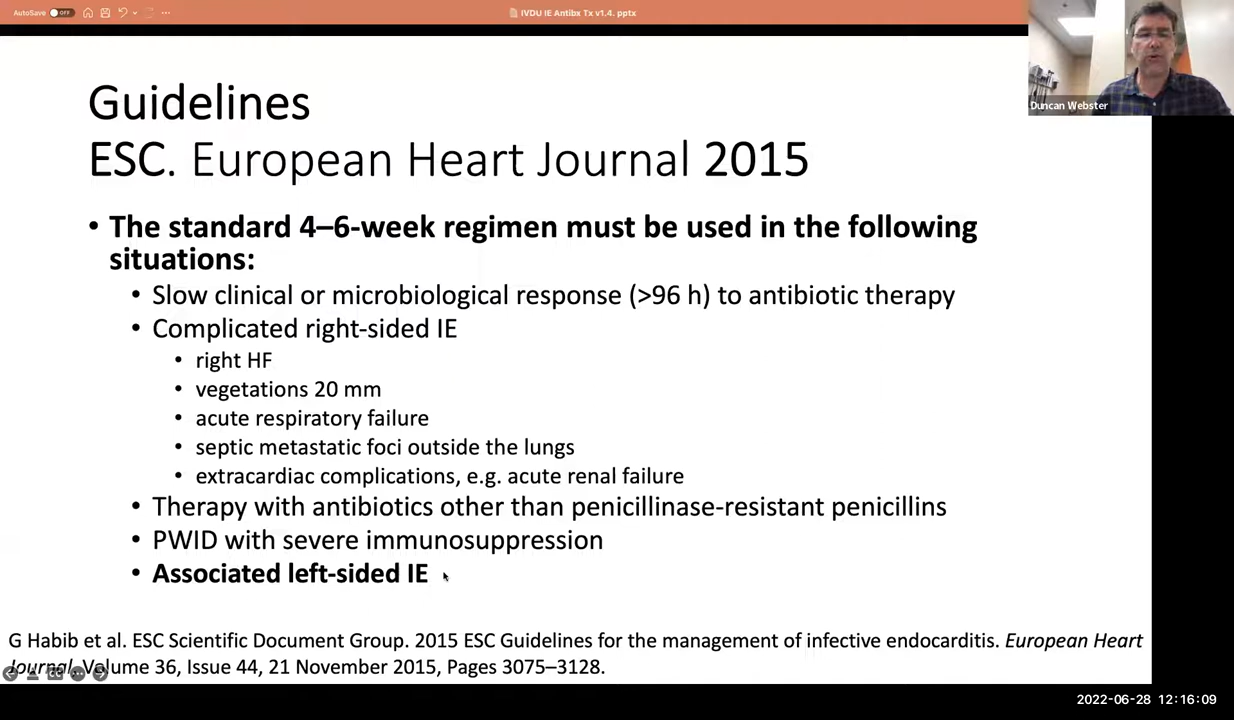 AutoSave OFF
IVDU IE Antibx Tx v1.4. pptx
Duncan Webster
Guidelines
ESC. European Heart Journal 2015
• The standard 4–6-week regimen must be used in the following
situations:
• Slow clinical or microbiological response (>96 h) to antibiotic therapy
• Complicated right-sided IE
• right HF
• vegetations 20 mm
• acute respiratory failure
• septic metastatic foci outside the lungs
• extracardiac complications, e.g. acute renal failure
• Therapy with antibiotics other than penicillinase-resistant penicillins
• PWID with severe immunosuppression
• Associated left-sided IE
G Habib et al. ESC Scientific Document Group. 2015 ESC Guidelines for the management of infective endocarditis. European Heart
Journal, Volume 36, Issue 44, 21 November 2015, Pages 3075–3128.
2022-06-28 12:16:09